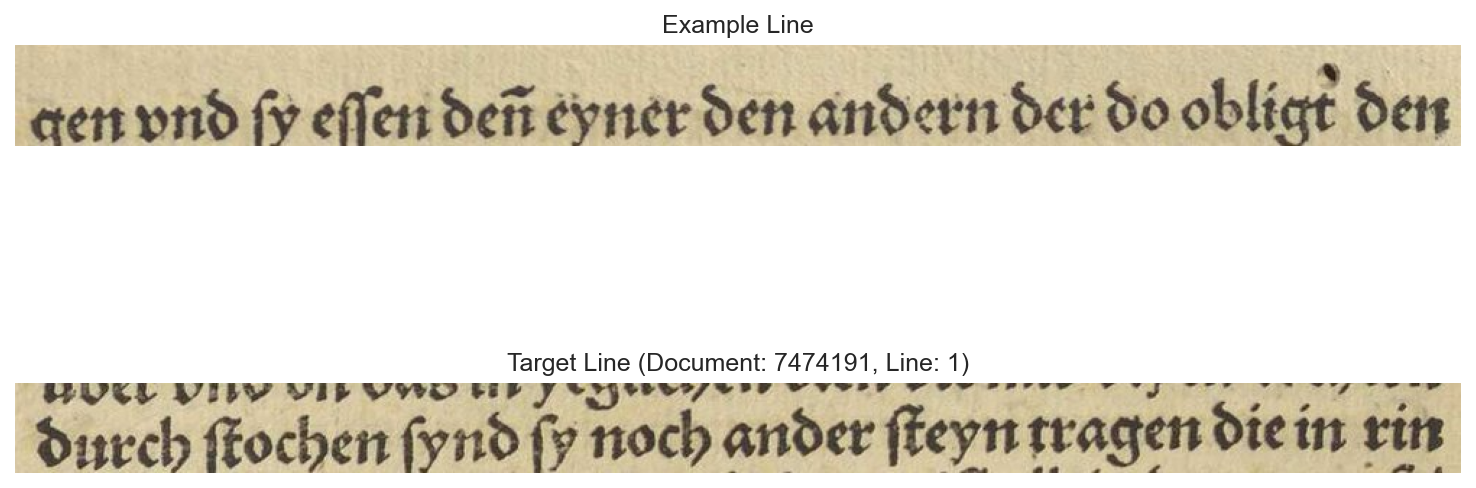 Example Line
gen vnd ſy eſſen deñ eyner den andern der do obligt᷑ den
Target Line (Document: 7474191, Line: 1)
durch ſtochen ſynd ſy noch ander ſteyn tragen die in rin